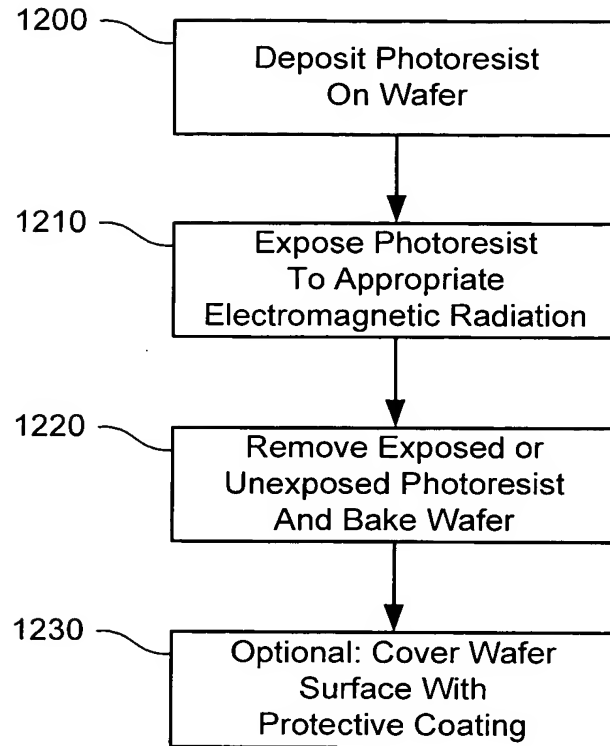 1200
Deposit Photoresist
On Wafer
1210
Expose Photoresist
To Appropriate
Electromagnetic Radiation
1220
Remove Exposed or
Unexposed Photoresist
And Bake Wafer
1230
Optional: Cover Wafer
Surface With
Protective Coating